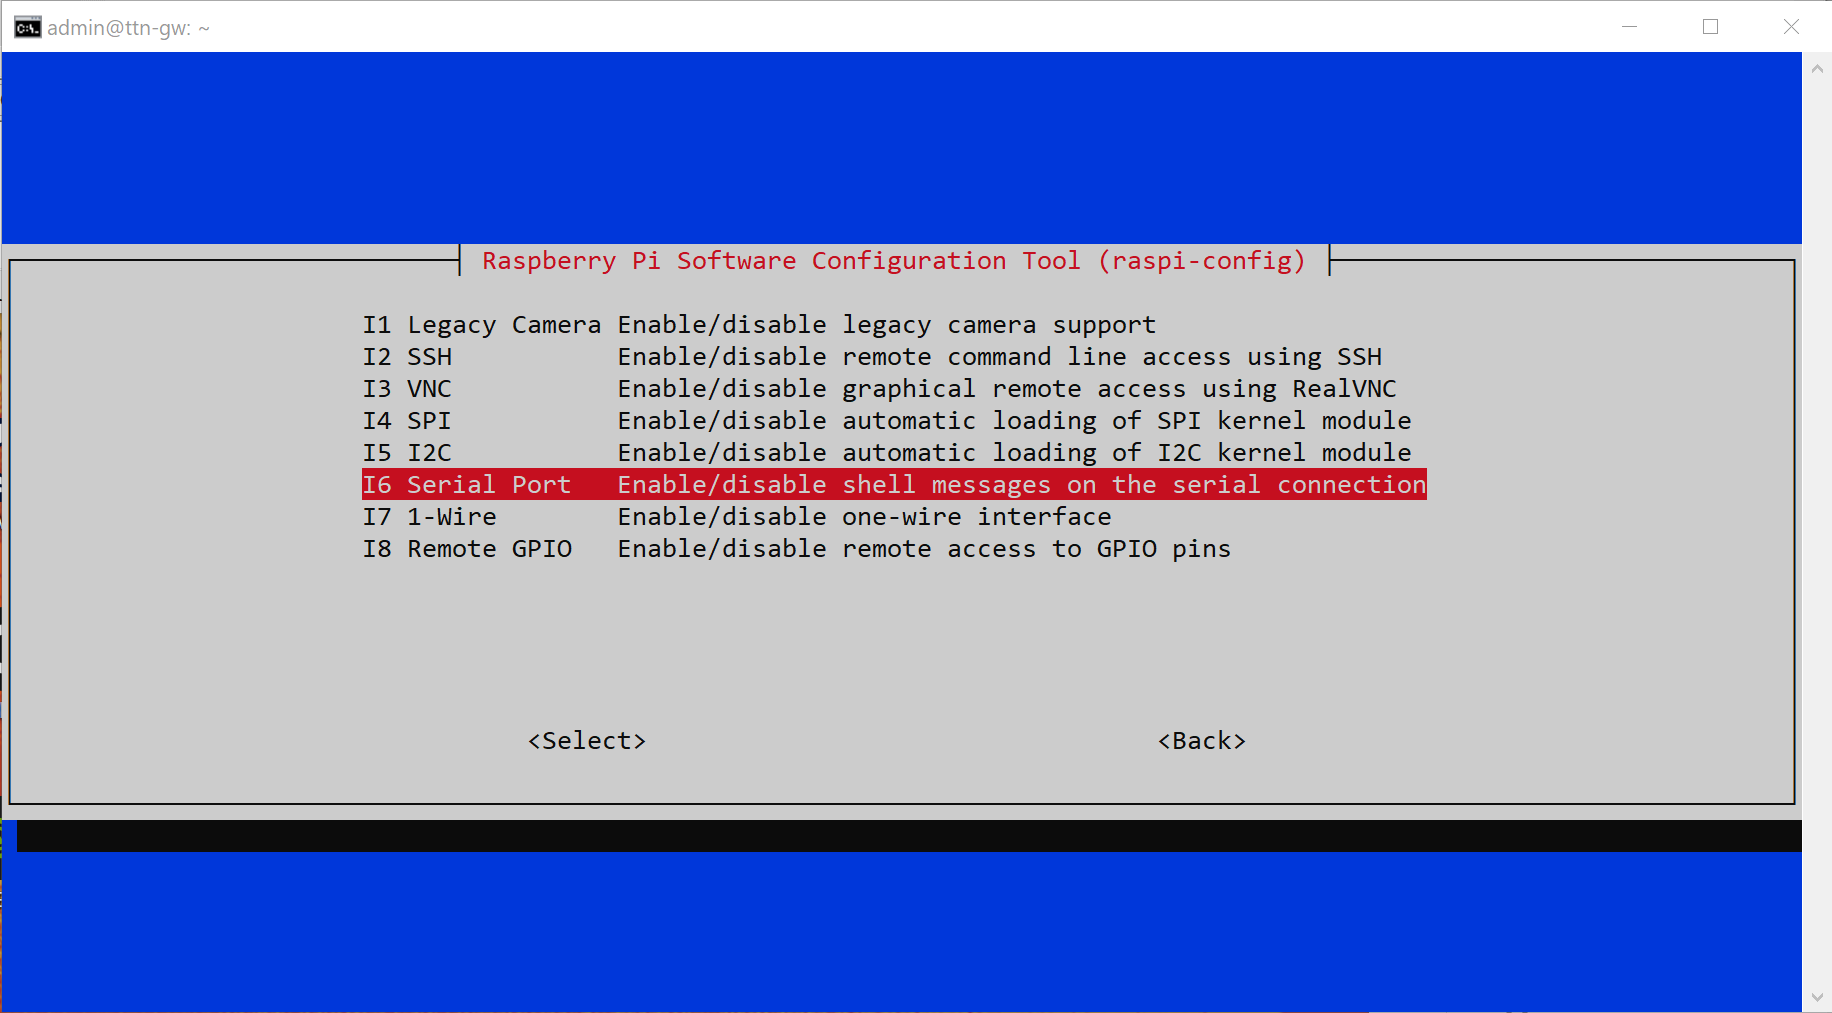 admin@ttn-gw: ~
Raspberry Pi Software Configuration Tool (raspi-config)
I1 Legacy Camera Enable/disable legacy camera support
I2 SSH Enable/disable remote command line access using SSH
I3 VNC Enable/disable graphical remote access using RealVNC
I4 SPI Enable/disable automatic loading of SPI kernel module
I5 I2C Enable/disable automatic loading of I2C kernel module
I6 Serial Port Enable/disable shell messages on the serial connection
I7 1-Wire Enable/disable one-wire interface
I8 Remote GPIO Enable/disable remote access to GPIO pins
<Select> <Back>